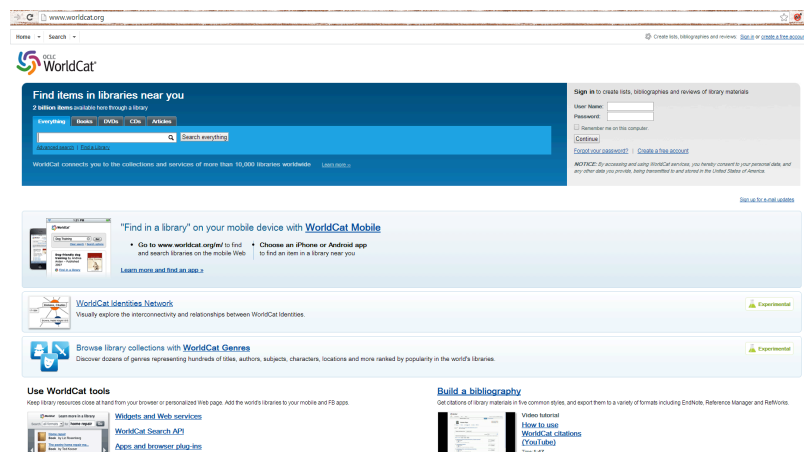 www.worldcat.org
Home Search
Create lists, bibliographies and reviews: Sign in or create a free accou
OCLC
WorldCat
Find items in libraries near you
2 billion items available here through a library
Everything Books DVDs CDs Articles
Search everything
Advanced search | Find a Library
WorldCat connects you to the collections and services of more than 10,000 libraries worldwide Learn more »
Sign in to create lists, bibliographies and reviews of library materials
User Name:
Password:
Remember me on this computer.
Continue
Forgot your password? | Create a free account
NOTICE: By accessing and using WorldCat services, you hereby consent to your personal data, and
any other data you provide, being transmitted to and stored in the United States of America.
Sign up for e-mail updates
"Find in a library" on your mobile device with WorldCat Mobile
• Go to www.worldcat.org/m/ to find
and search libraries on the mobile Web
• Choose an iPhone or Android app
to find an item in a library near you
Learn more and find an app »
WorldCat Identities Network
Visually explore the interconnectivity and relationships between WorldCat Identities.
Experimental
Browse library collections with WorldCat Genres
Discover dozens of genres representing hundreds of titles, authors, subjects, characters, locations and more ranked by popularity in the world's libraries.
Experimental
Use WorldCat tools
Keep library resources close at hand from your browser or personalized Web page. Add the world's libraries to your mobile and FB apps.
Learn more in a Library
home repair
Widgets and Web services
WorldCat Search API
Apps and browser plug-ins
Build a bibliography
Get citations of library materials in five common styles, and export them to a variety of formats including EndNote, Reference Manager and RefWorks.
Video tutorial
How to use
WorldCat citations
(YouTube)